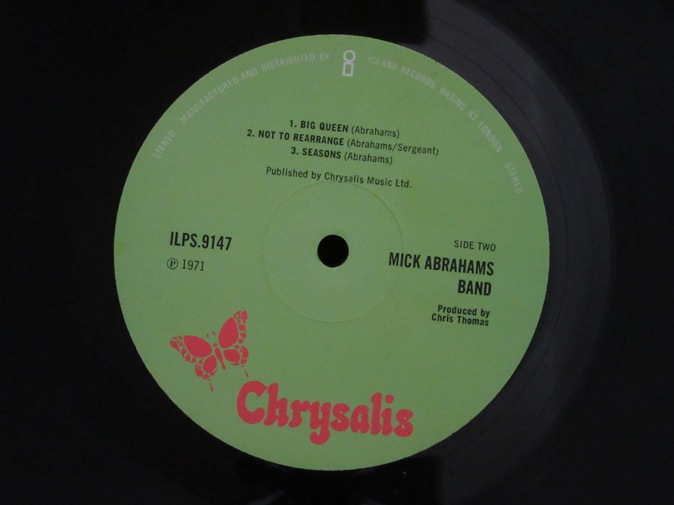 STEREO MANUFACTURED AND DISTRIBUTED BY ISLAND RECORDS BASING ST. LONDON STEREO
1. BIG QUEEN (Abrahams)
2. NOT TO REARRANGE (Abrahams/Sergeant)
3. SEASONS (Abrahams)
Published by Chrysalis Music Ltd.
ILPS.9147
Ⓟ 1971
SIDE TWO
MICK ABRAHAMS
BAND
Produced by
Chris Thomas
Chrysalis